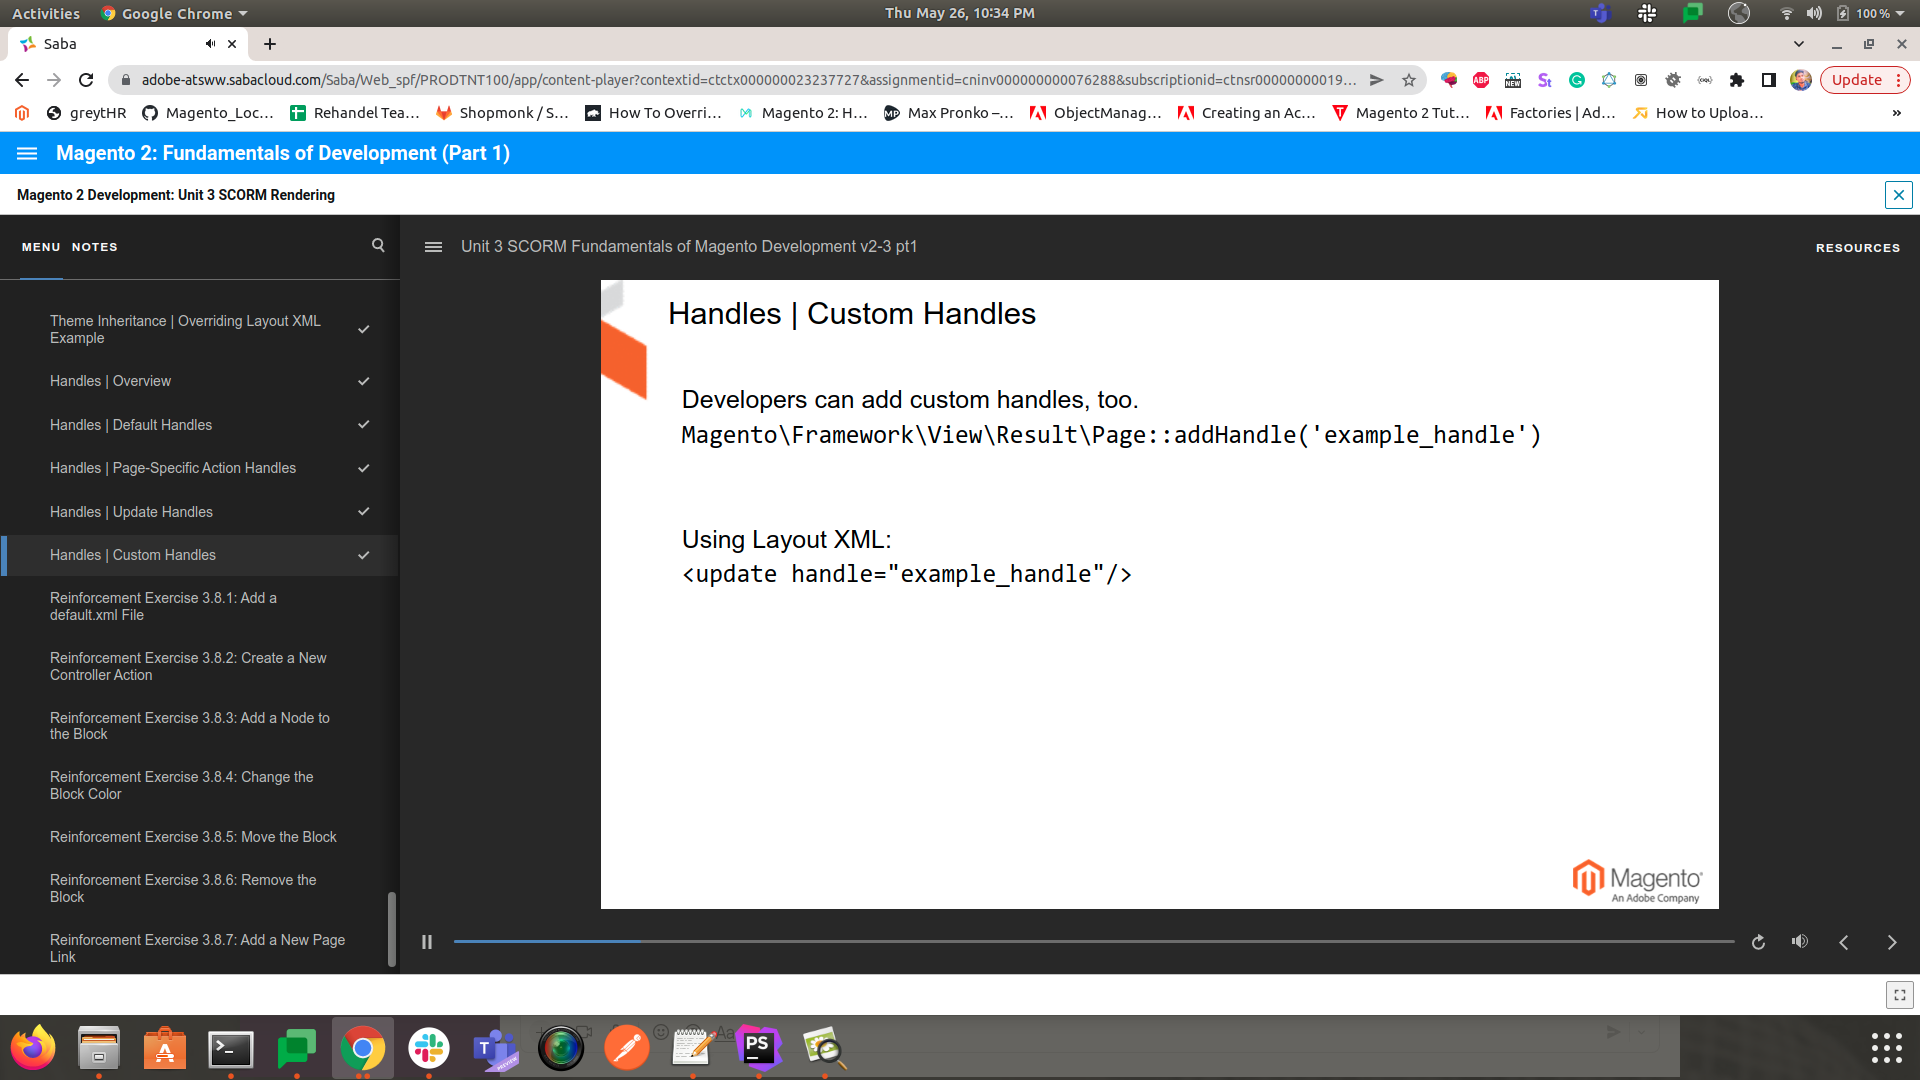 Activities
Google Chrome
Thu May 26, 10:34 PM
100 %
Saba
adobe-atsww.sabacloud.com/Saba/Web_spf/PRODTNT100/app/content-player?contextid=ctctx000000023237727&assignmentid=cninv000000000076288&subscriptionid=ctnsr00000000019...
ABP
NEW
Update
greytHR
Magento_Loc...
Rehandel Tea...
Shopmonk / S...
How To Overri...
Magento 2: H...
Max Pronko –...
ObjectManag...
Creating an Ac...
Magento 2 Tut...
Factories | Ad...
How to Uploa...
»
Magento 2: Fundamentals of Development (Part 1)
Magento 2 Development: Unit 3 SCORM Rendering
MENU NOTES
Unit 3 SCORM Fundamentals of Magento Development v2-3 pt1
RESOURCES
Theme Inheritance | Overriding Layout XML
Example
Handles | Overview
Handles | Default Handles
Handles | Page-Specific Action Handles
Handles | Update Handles
Handles | Custom Handles
Reinforcement Exercise 3.8.1: Add a
default.xml File
Reinforcement Exercise 3.8.2: Create a New
Controller Action
Reinforcement Exercise 3.8.3: Add a Node to
the Block
Reinforcement Exercise 3.8.4: Change the
Block Color
Reinforcement Exercise 3.8.5: Move the Block
Reinforcement Exercise 3.8.6: Remove the
Block
Reinforcement Exercise 3.8.7: Add a New Page
Link
Handles | Custom Handles
Developers can add custom handles, too.
Magento\Framework\View\Result\Page::addHandle('example_handle')
Using Layout XML:
<update handle="example_handle"/>
Magento
An Adobe Company
PS